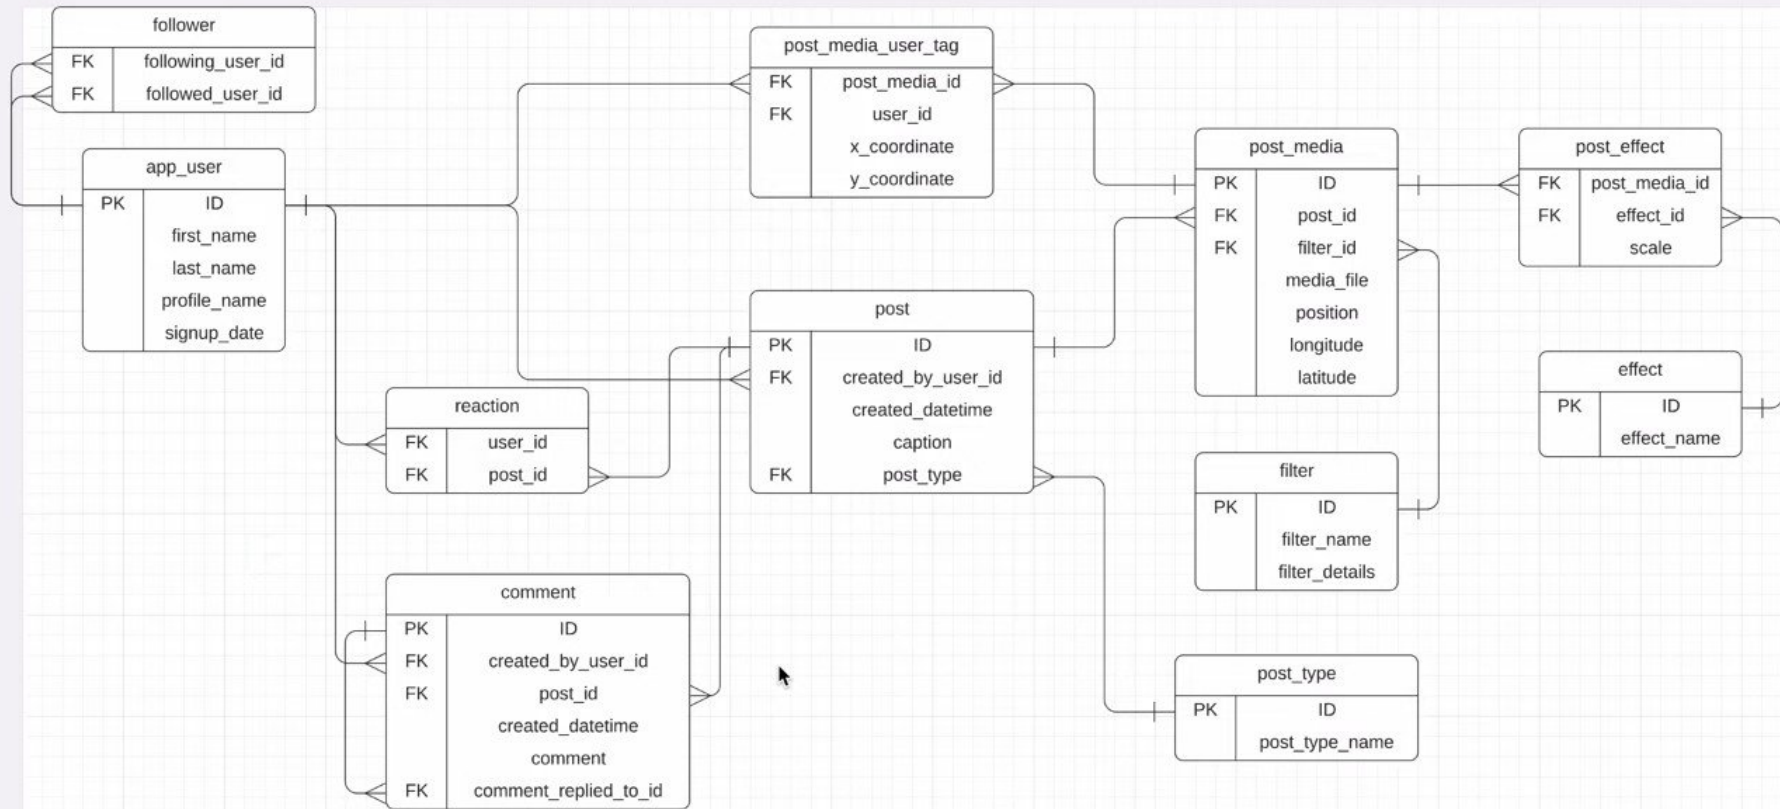 follower
FK following_user_id
FK followed_user_id
app_user
PK ID
first_name
last_name
profile_name
signup_date
post_media_user_tag
FK post_media_id
FK user_id
x_coordinate
y_coordinate
post_media
PK ID
FK post_id
FK filter_id
media_file
position
longitude
latitude
post_effect
FK post_media_id
FK effect_id
scale
post
PK ID
FK created_by_user_id
created_datetime
caption
FK post_type
effect
PK ID
effect_name
reaction
FK user_id
FK post_id
filter
PK ID
filter_name
filter_details
comment
PK ID
FK created_by_user_id
FK post_id
created_datetime
comment
FK comment_replied_to_id
post_type
PK ID
post_type_name